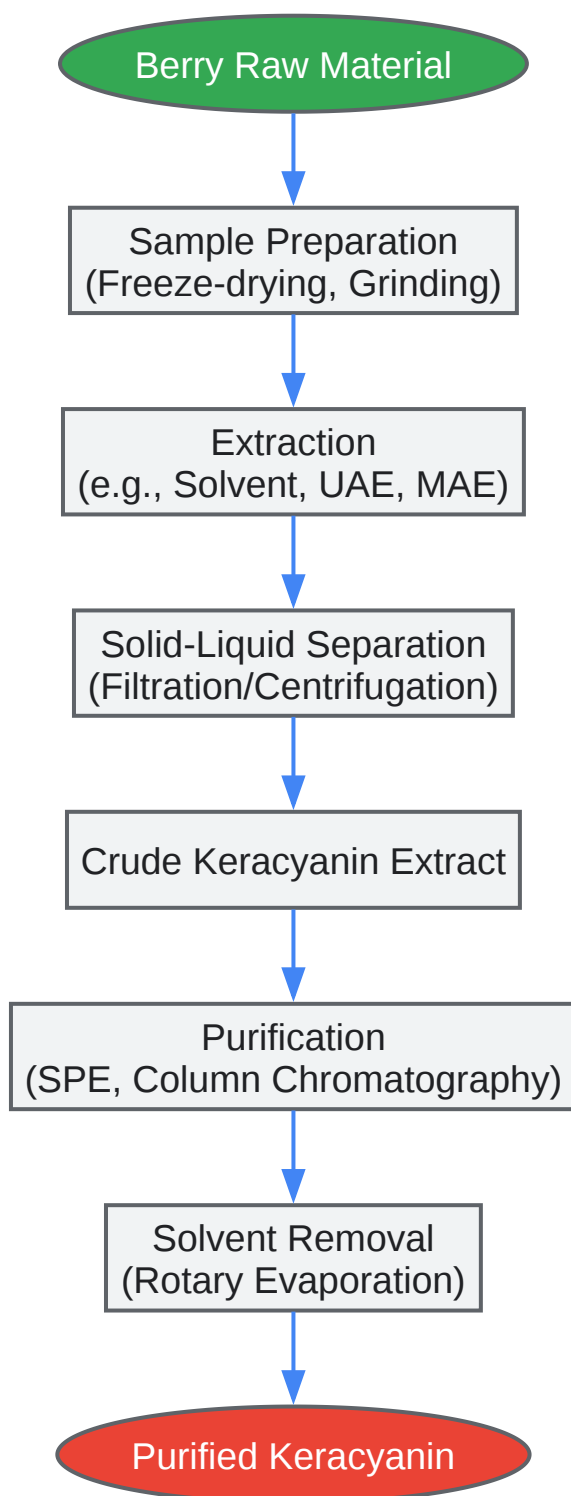 Berry Raw Material
Sample Preparation
(Freeze-drying, Grinding)
Extraction
(e.g., Solvent, UAE, MAE)
Solid-Liquid Separation
(Filtration/Centrifugation)
Crude Keracyanin Extract
Purification
(SPE, Column Chromatography)
Solvent Removal
(Rotary Evaporation)
Purified Keracyanin